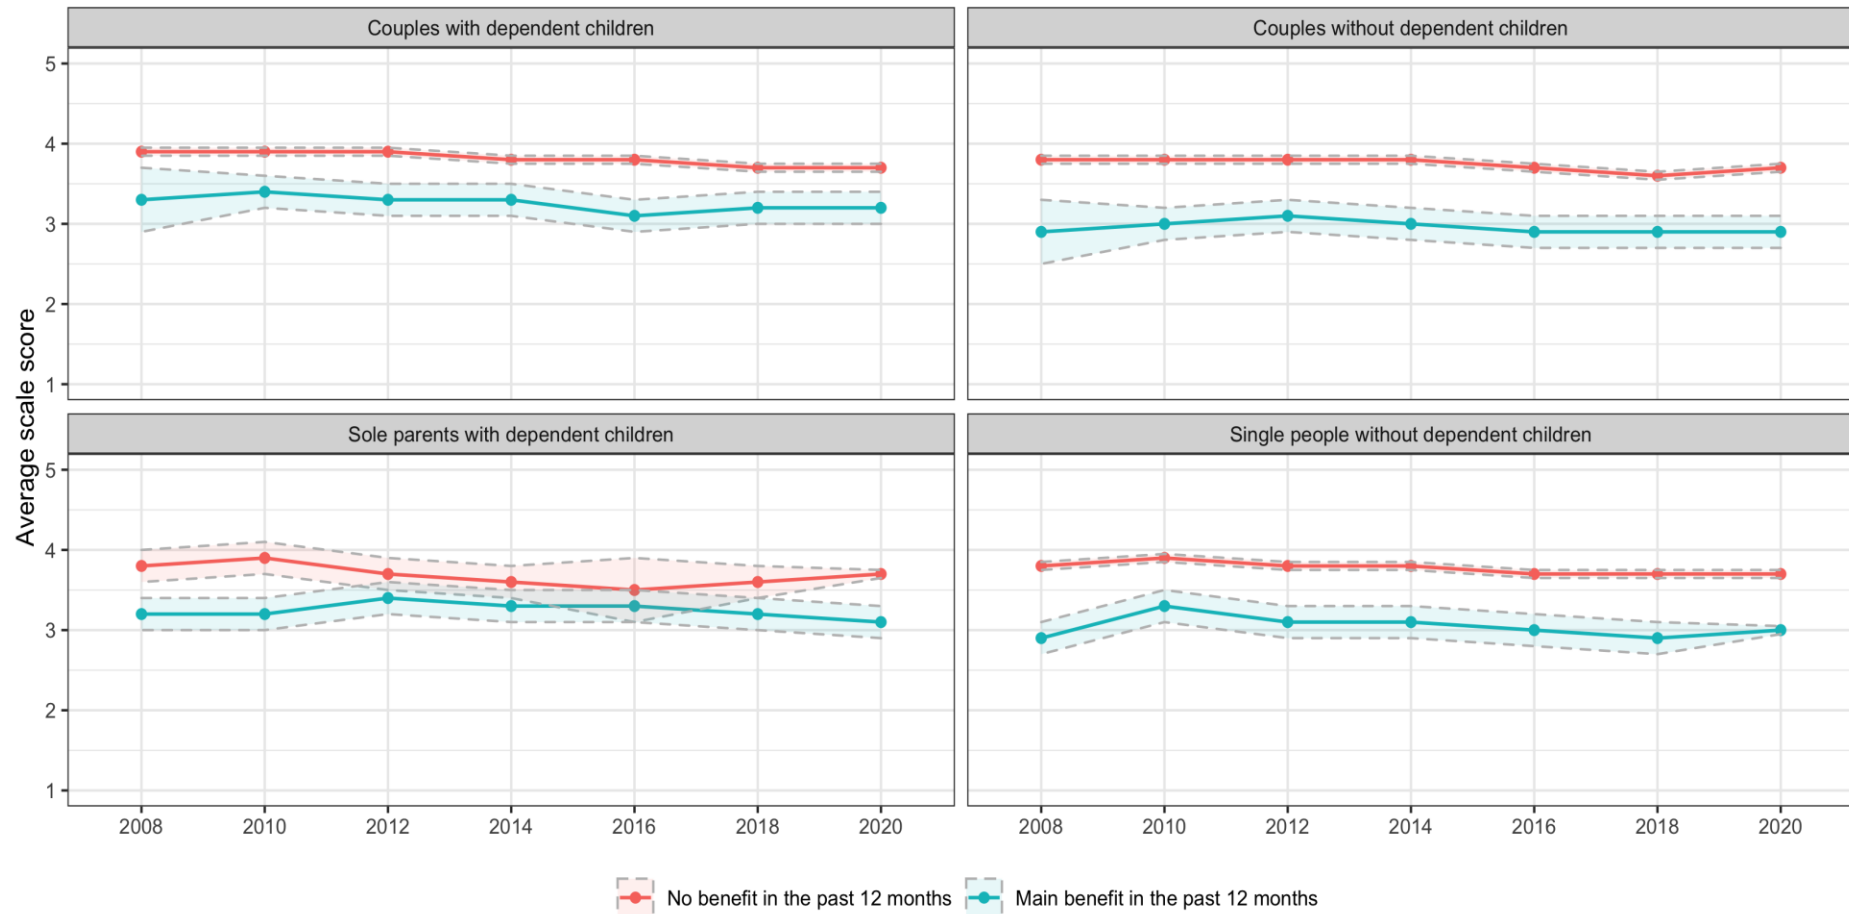 Couples with dependent children
Couples without dependent children
5
4
3
2
1
Average scale score
Sole parents with dependent children
Single people without dependent children
5
4
3
2
1
2008 2010 2012 2014 2016 2018 2020
2008 2010 2012 2014 2016 2018 2020
No benefit in the past 12 months
Main benefit in the past 12 months